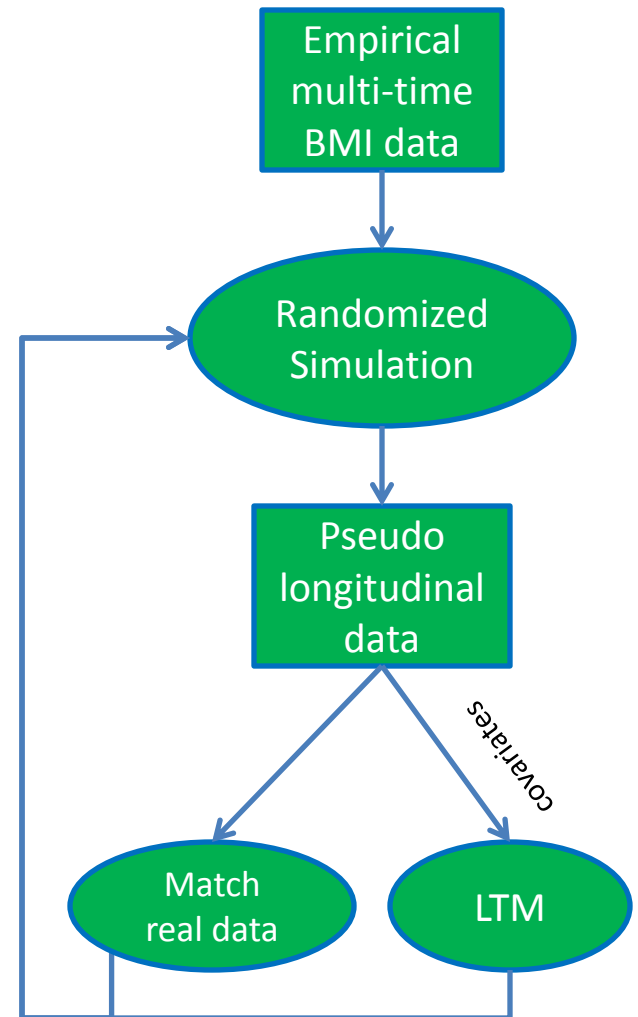 Empirical
multi-time
BMI data
Randomized
Simulation
Pseudo
longitudinal
data
covariates
Match
real data
LTM